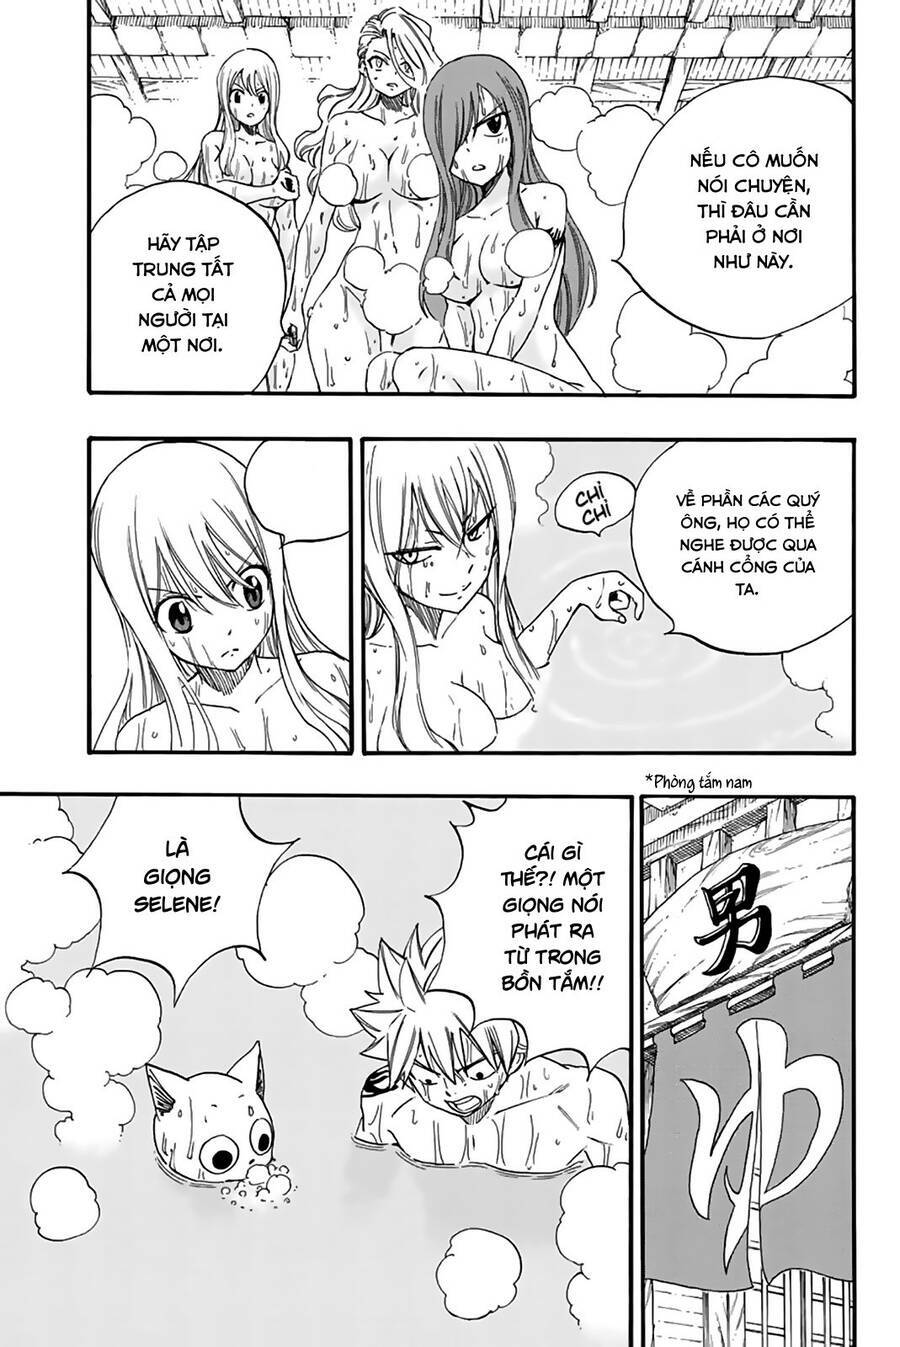 NẾU CÔ MUỐN
NÓI CHUYỆN,
THÌ ĐÂU CẦN
PHẢI Ở NƠI
NHƯ NÀY.
HÃY TẬP
TRUNG TẤT
CẢ MỌI
NGƯỜI TẠI
MỘT NƠI.
VỀ PHẦN CÁC QUÝ
ÔNG, HỌ CÓ THỂ
NGHE ĐƯỢC QUA
CÁNH CỔNG CỦA
TA.
CHỈ
CHỈ
*Phòng tắm nam
男
ゆ
CÁI GÌ
THẾ?! MỘT
GIỌNG NÓI
PHÁT RA
TỪ TRONG
BỒN TẮM!!
LÀ
GIỌNG
SELENE!